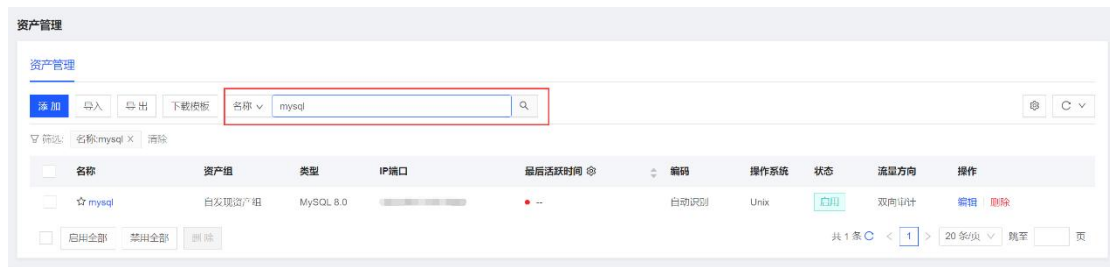 资产管理
资产管理
添加 导入 导出 下载模板 名称 mysql
筛选: 名称:mysql × 清除
名称 资产组 类型 IP端口 最后活跃时间 编码 操作系统 状态 流量方向 操作
mysql 自发现资产组 MySQL 8.0 -- 自动识别 Unix 启用 双向审计 编辑 删除
启用全部 禁用全部 删除 共 1 条 < 1 > 20 条/页 跳至 页